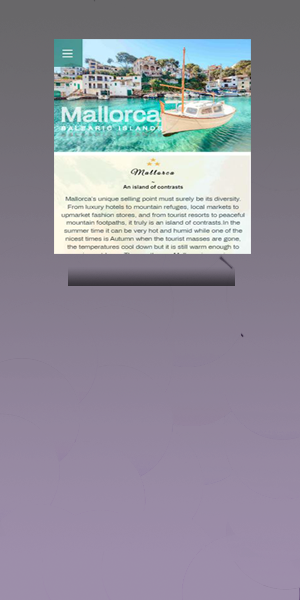 Mallorca
BALEARIC ISLANDS
Mallorca
An island of contrasts
Mallorca's unique selling point must surely be its diversity.
From luxury hotels to mountain refuges, local markets to
upmarket fashion stores, and from tourist resorts to peaceful
mountain footpaths, it truly is an island of contrasts.In the
summer time it can be very hot and humid while one of the
nicest times is Autumn when the tourist masses are gone,
the temperatures cool down but it is still warm enough to